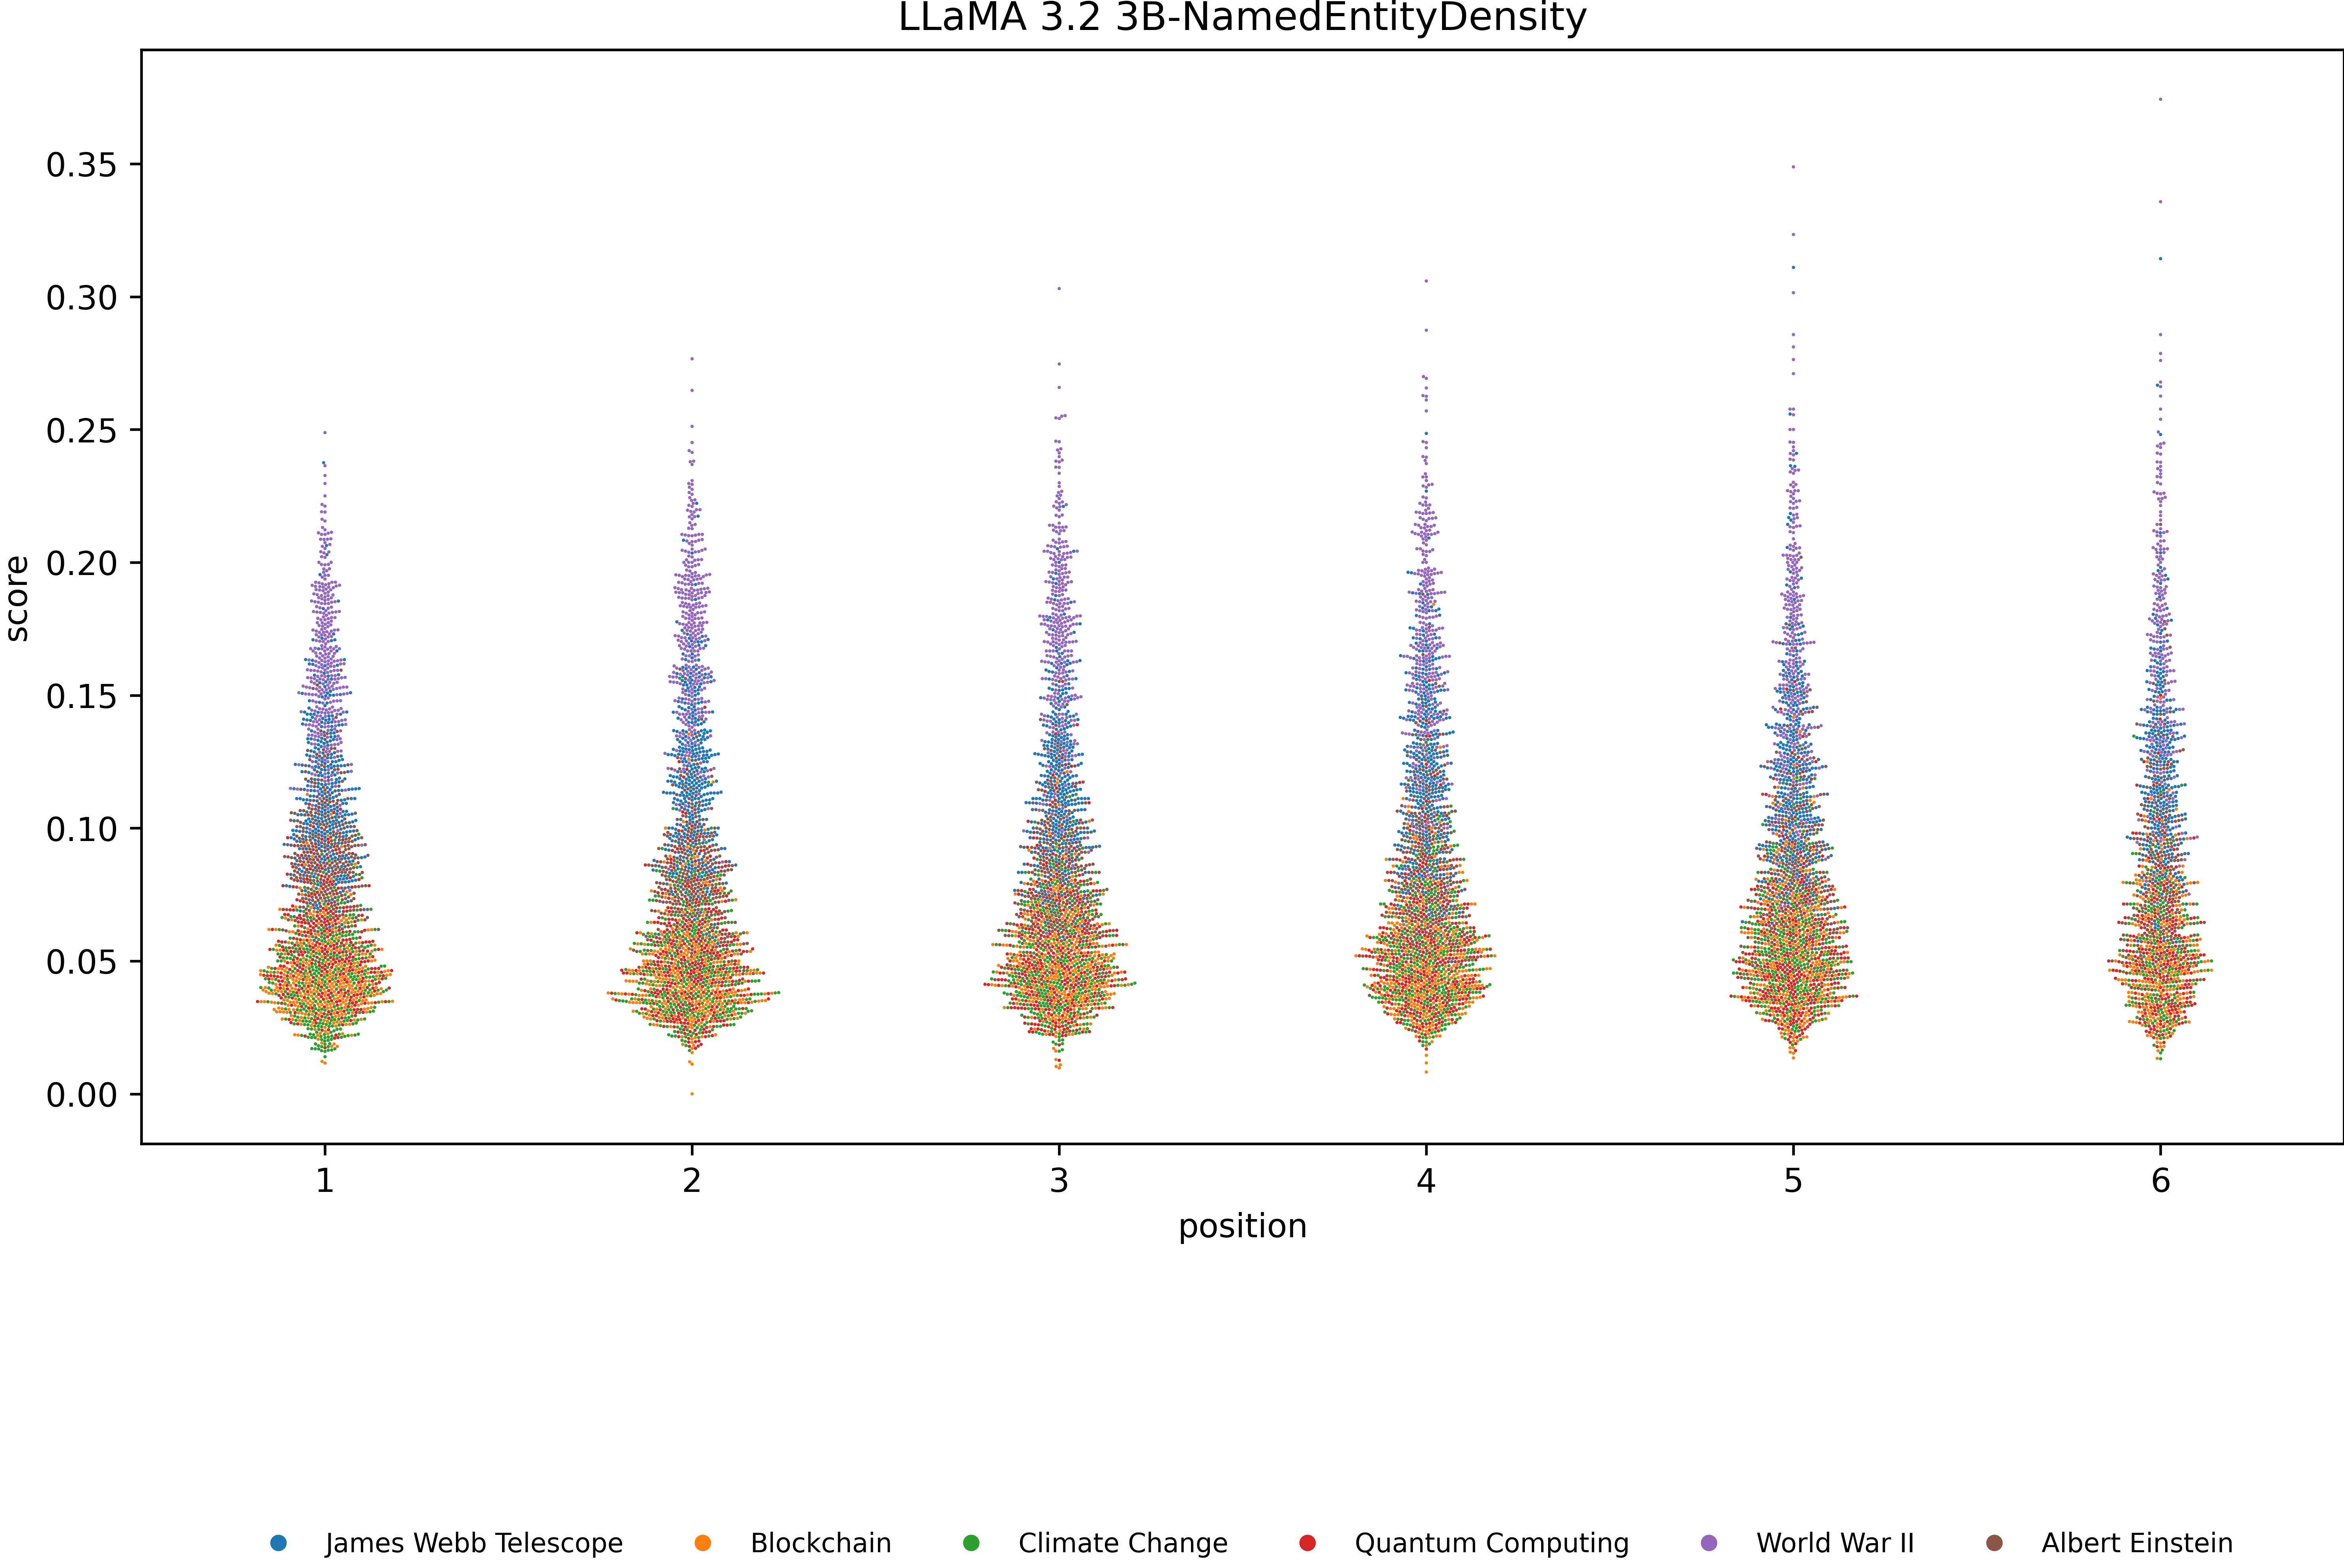 LLaMA 3.2 3B-NamedEntityDensity
0.35
0.30
0.25
0.20
0.15
0.10
0.05
0.00
score
1 2 3 4 5 6
position
James Webb Telescope Blockchain Climate Change Quantum Computing World War II Albert Einstein